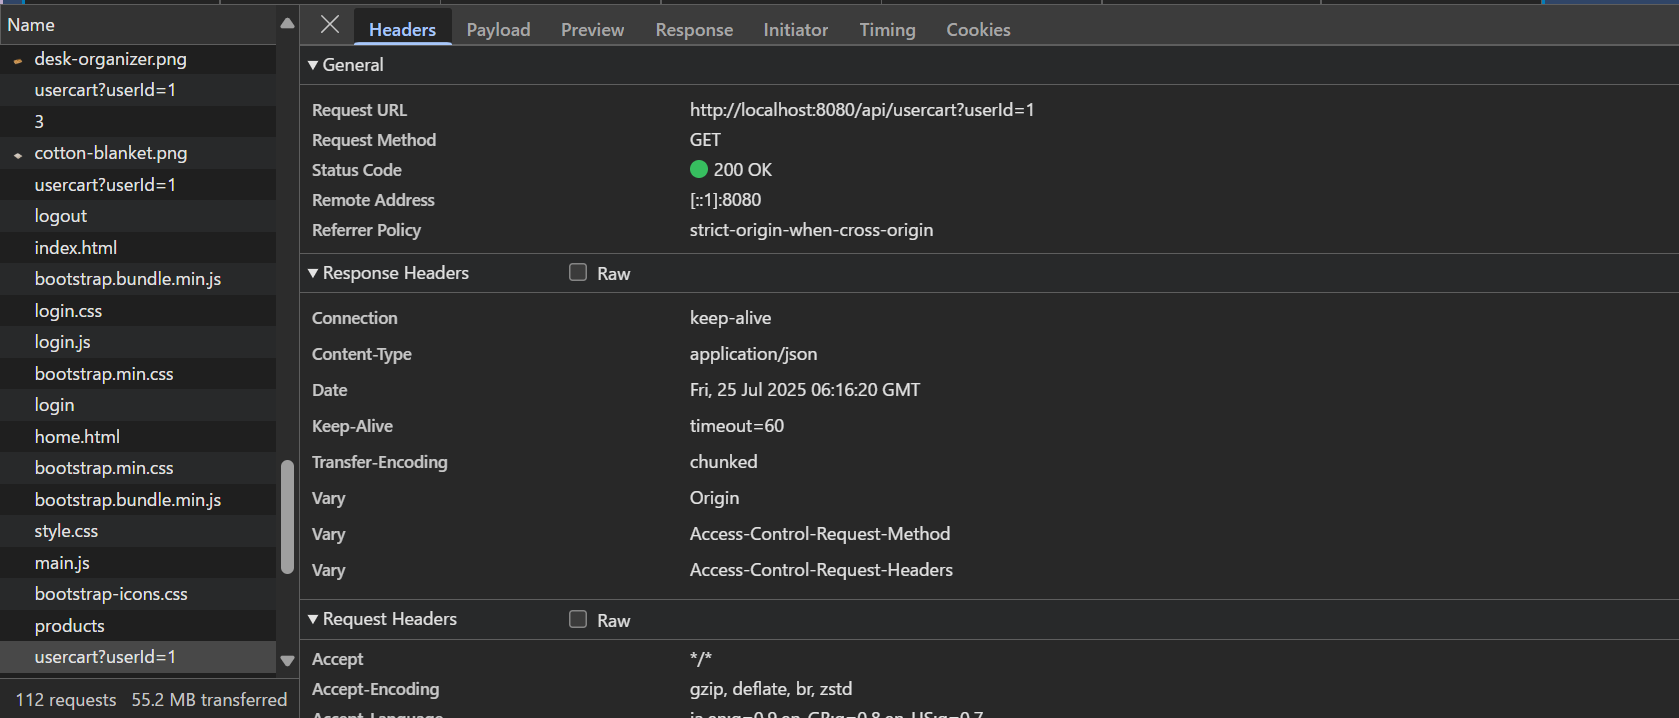 Name
desk-organizer.png
usercart?userId=1
3
cotton-blanket.png
usercart?userId=1
logout
index.html
bootstrap.bundle.min.js
login.css
login.js
bootstrap.min.css
login
home.html
bootstrap.min.css
bootstrap.bundle.min.js
style.css
main.js
bootstrap-icons.css
products
usercart?userId=1
112 requests 55.2 MB transferred
Headers Payload Preview Response Initiator Timing Cookies
General
Request URL http://localhost:8080/api/usercart?userId=1
Request Method GET
Status Code 200 OK
Remote Address [::1]:8080
Referrer Policy strict-origin-when-cross-origin
Response Headers Raw
Connection keep-alive
Content-Type application/json
Date Fri, 25 Jul 2025 06:16:20 GMT
Keep-Alive timeout=60
Transfer-Encoding chunked
Vary Origin
Vary Access-Control-Request-Method
Vary Access-Control-Request-Headers
Request Headers Raw
Accept */*
Accept-Encoding gzip, deflate, br, zstd
Accept-Language